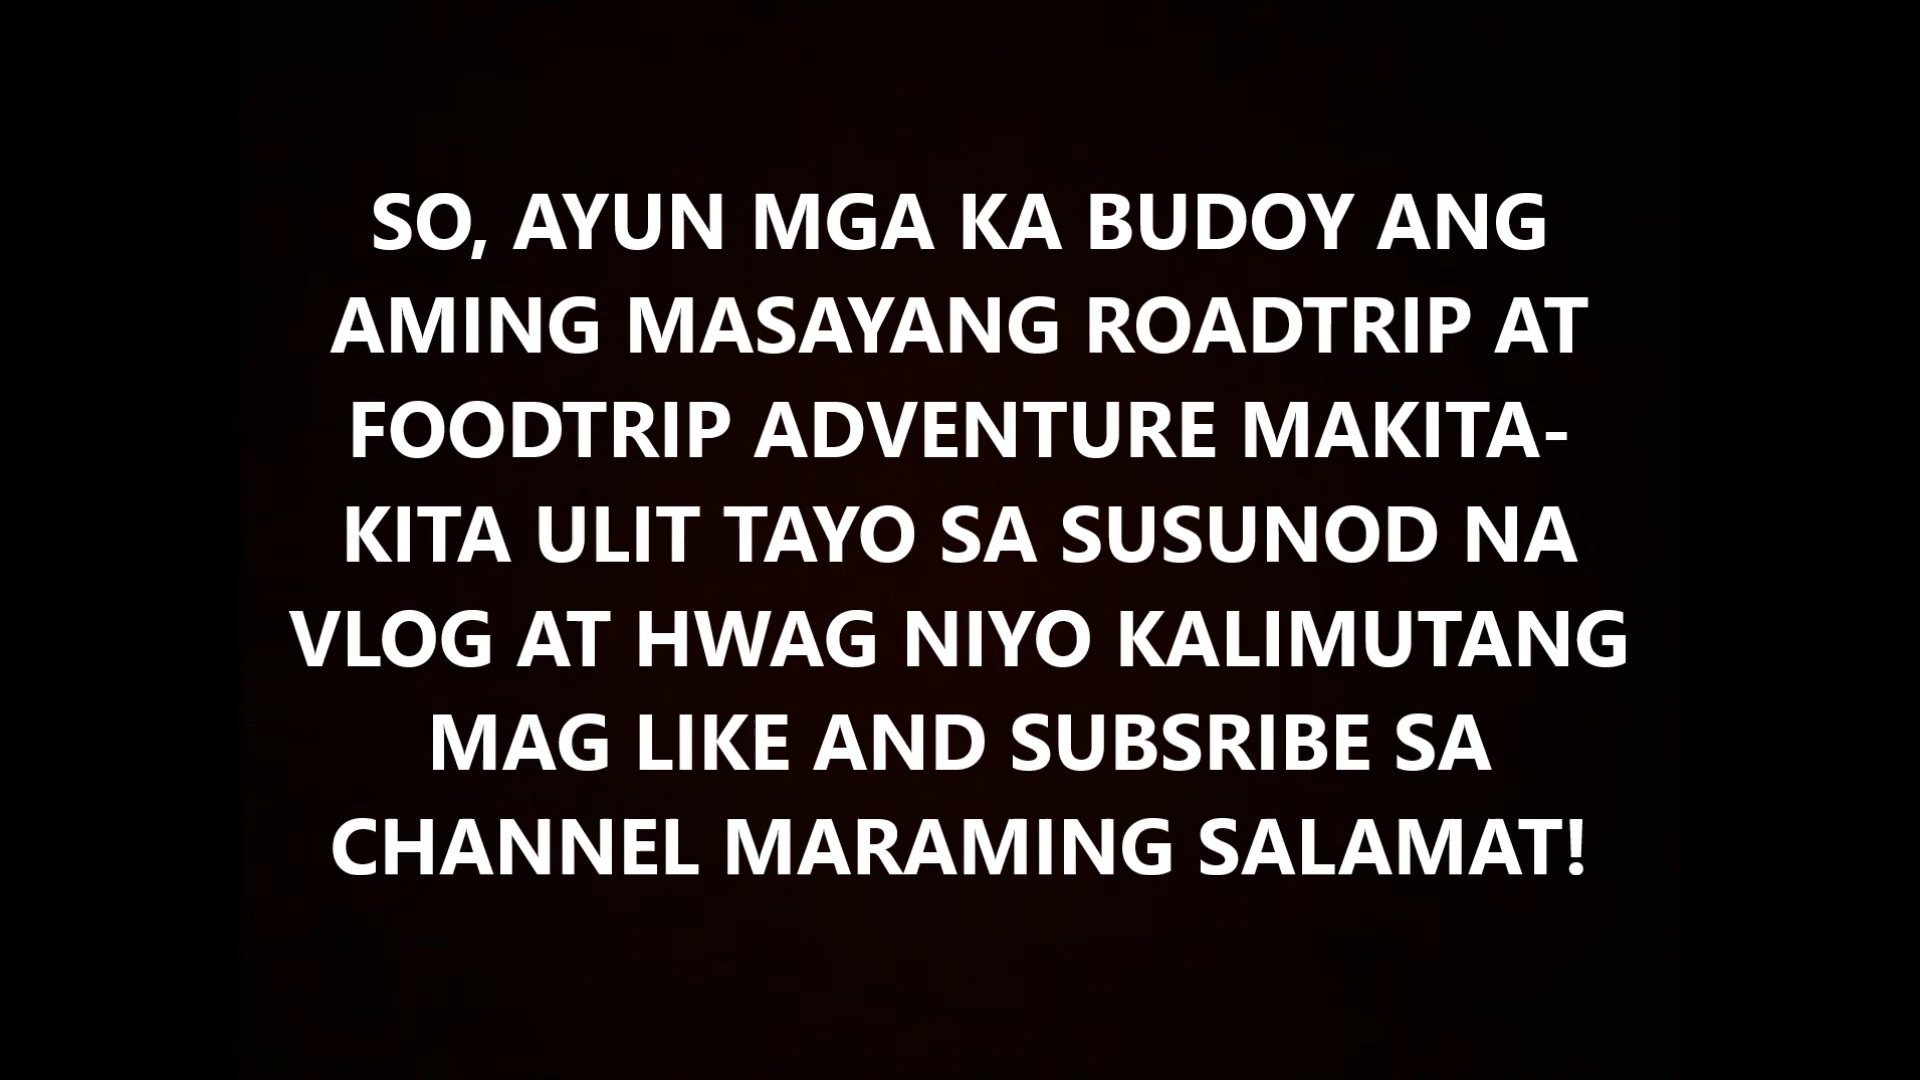 SO, AYUN MGA KA BUDOY ANG
AMING MASAYANG ROADTRIP AT
FOODTRIP ADVENTURE MAKITA-
KITA ULIT TAYO SA SUSUNOD NA
VLOG AT HWAG NIYO KALIMUTANG
MAG LIKE AND SUBSRIBE SA
CHANNEL MARAMING SALAMAT!